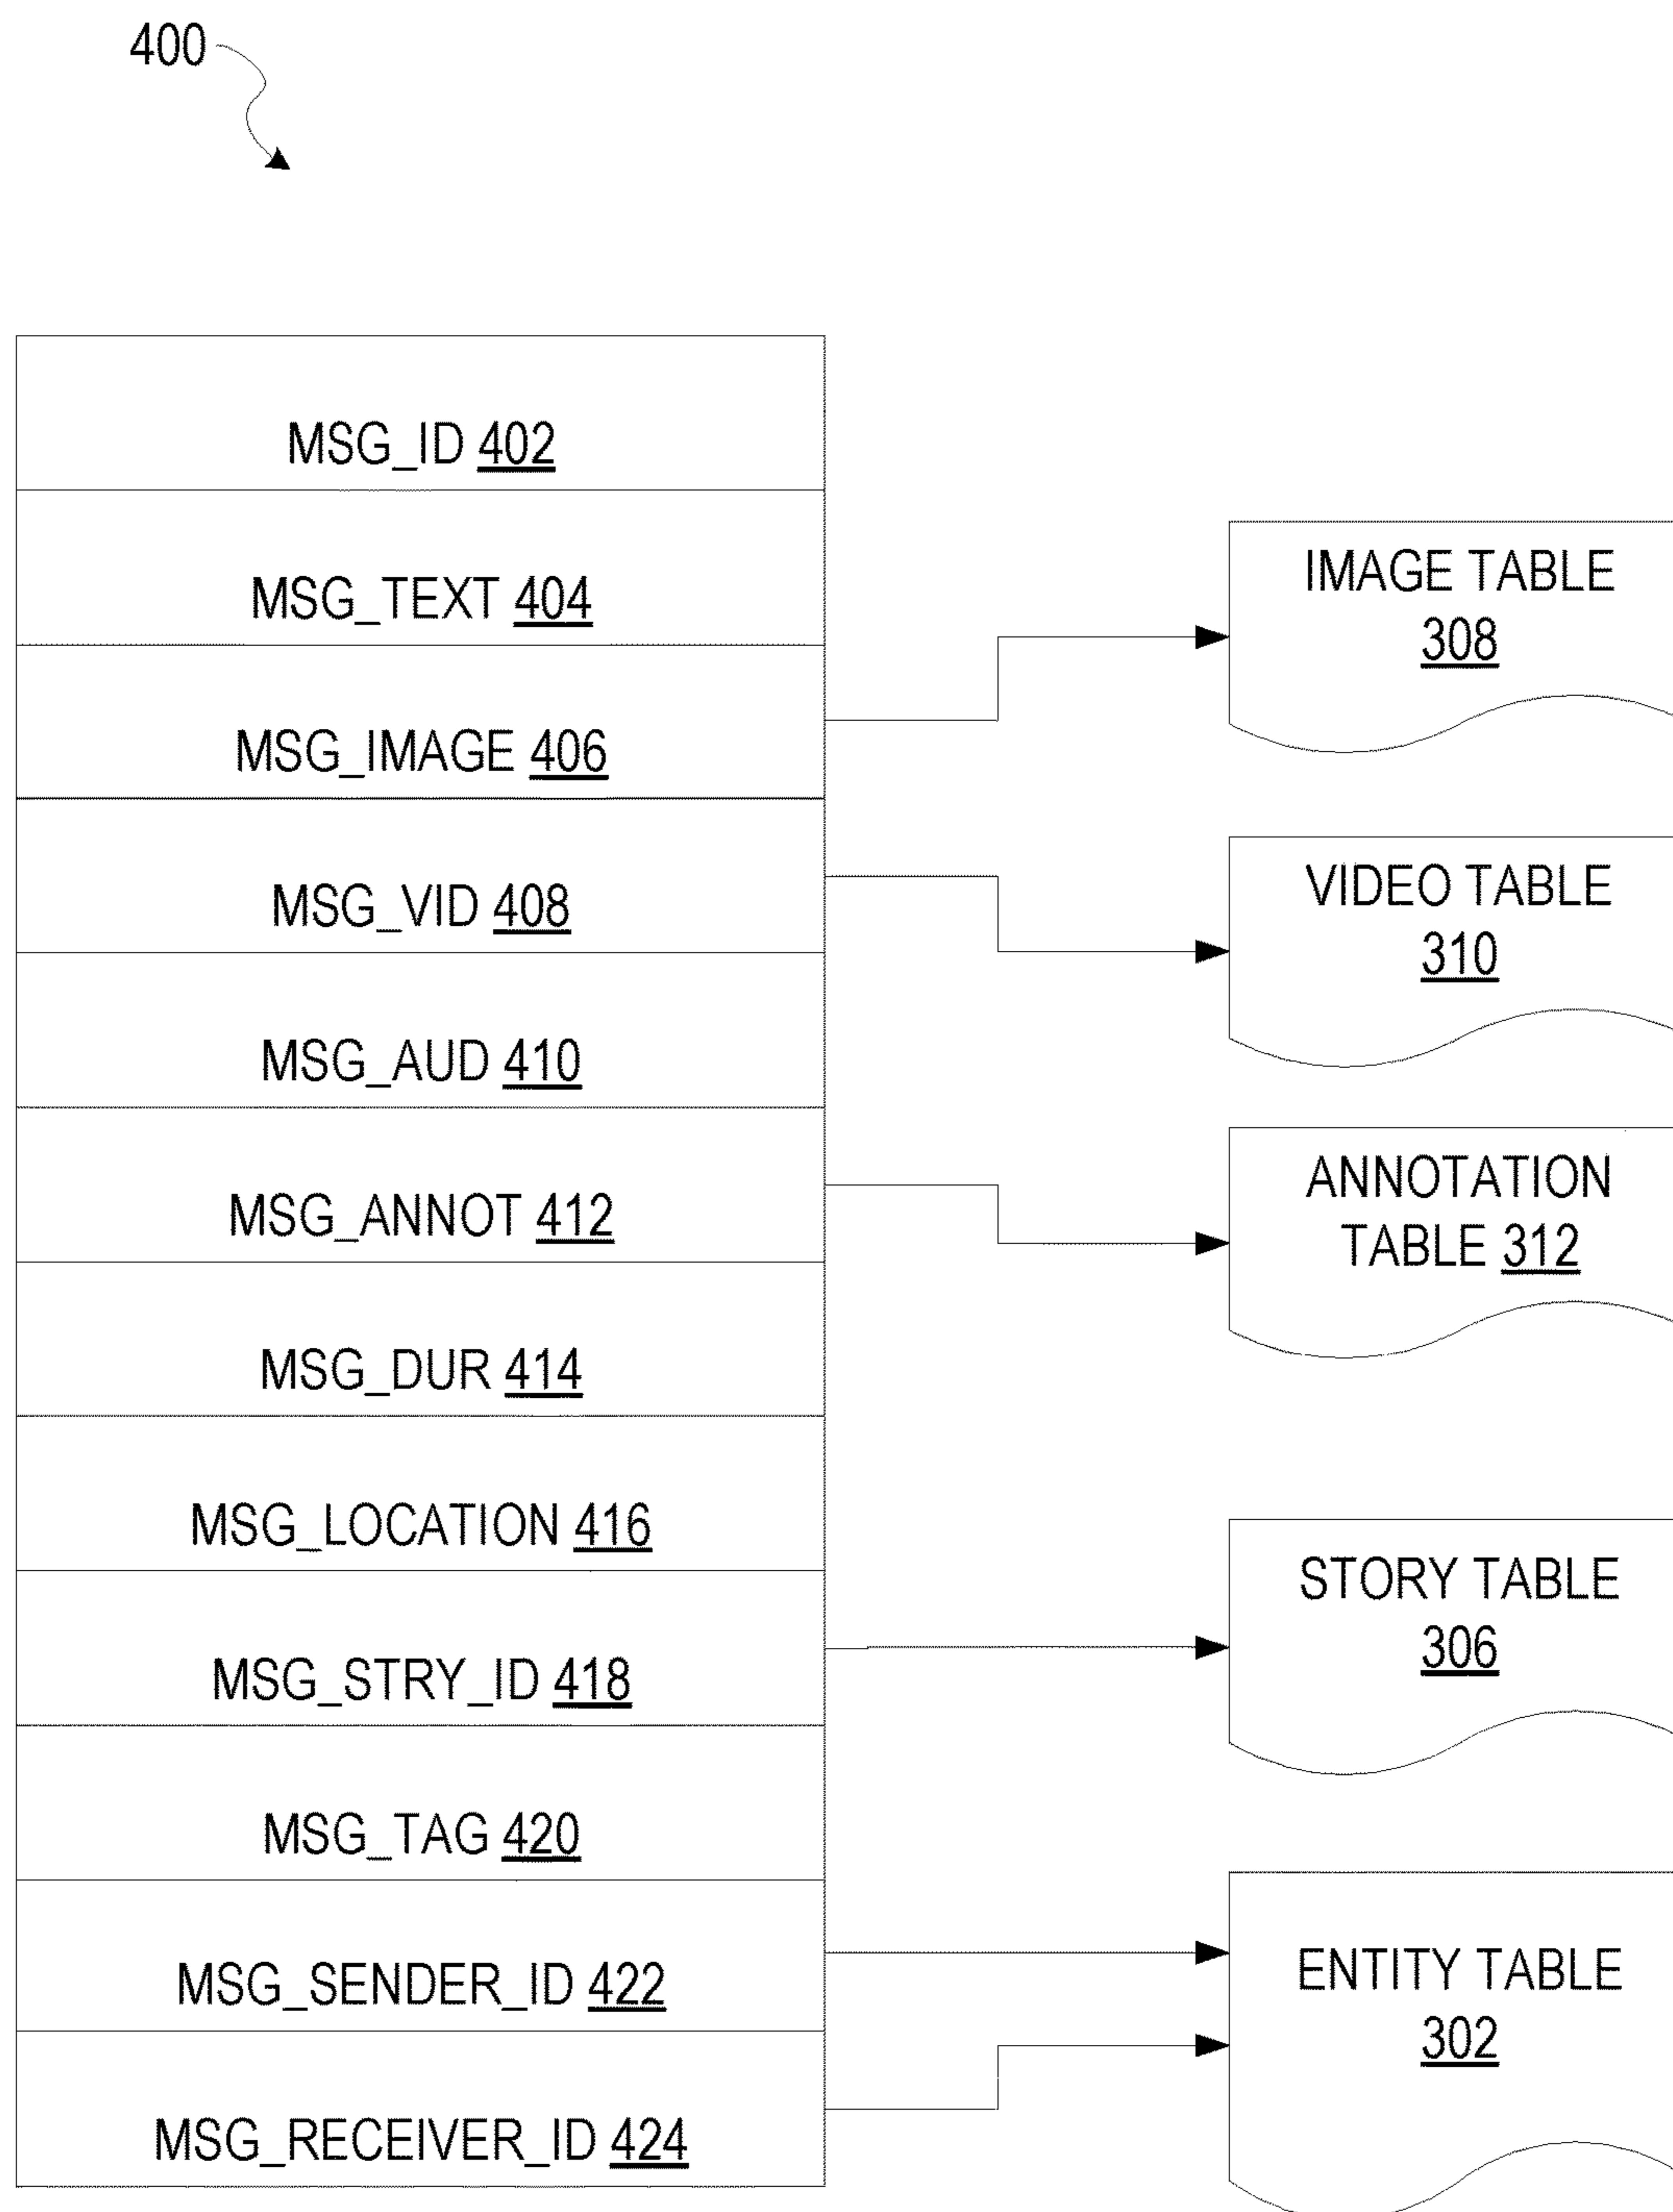 400
MSG_ID 402
MSG_TEXT 404
MSG_IMAGE 406
MSG_VID 408
MSG_AUD 410
MSG_ANNOT 412
MSG_DUR 414
MSG_LOCATION 416
MSG_STRY_ID 418
MSG_TAG 420
MSG_SENDER_ID 422
MSG_RECEIVER_ID 424
IMAGE TABLE
308
VIDEO TABLE
310
ANNOTATION
TABLE 312
STORY TABLE
306
ENTITY TABLE
302